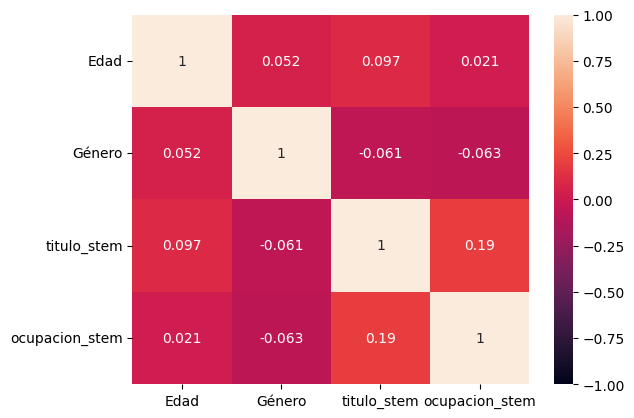 Edad 1 0.052 0.097 0.021
Género 0.052 1 -0.061 -0.063
titulo_stem 0.097 -0.061 1 0.19
ocupacion_stem 0.021 -0.063 0.19 1
Edad Género titulo_stem ocupacion_stem
1.00
0.75
0.50
0.25
0.00
−0.25
−0.50
−0.75
−1.00